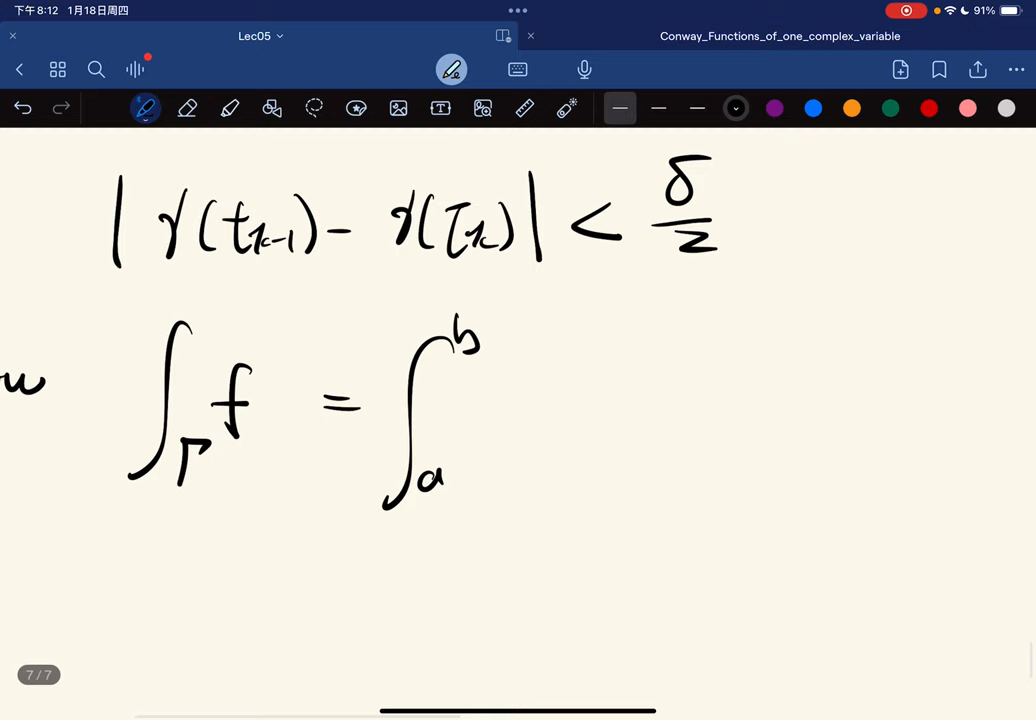 下午8:12 1月18日周四
91%
Lec05
Conway_Functions_of_one_complex_variable
| γ(t_{k-1}) - γ(τ_k) | < δ/2
∫_Γ f = ∫_a^b
7 / 7